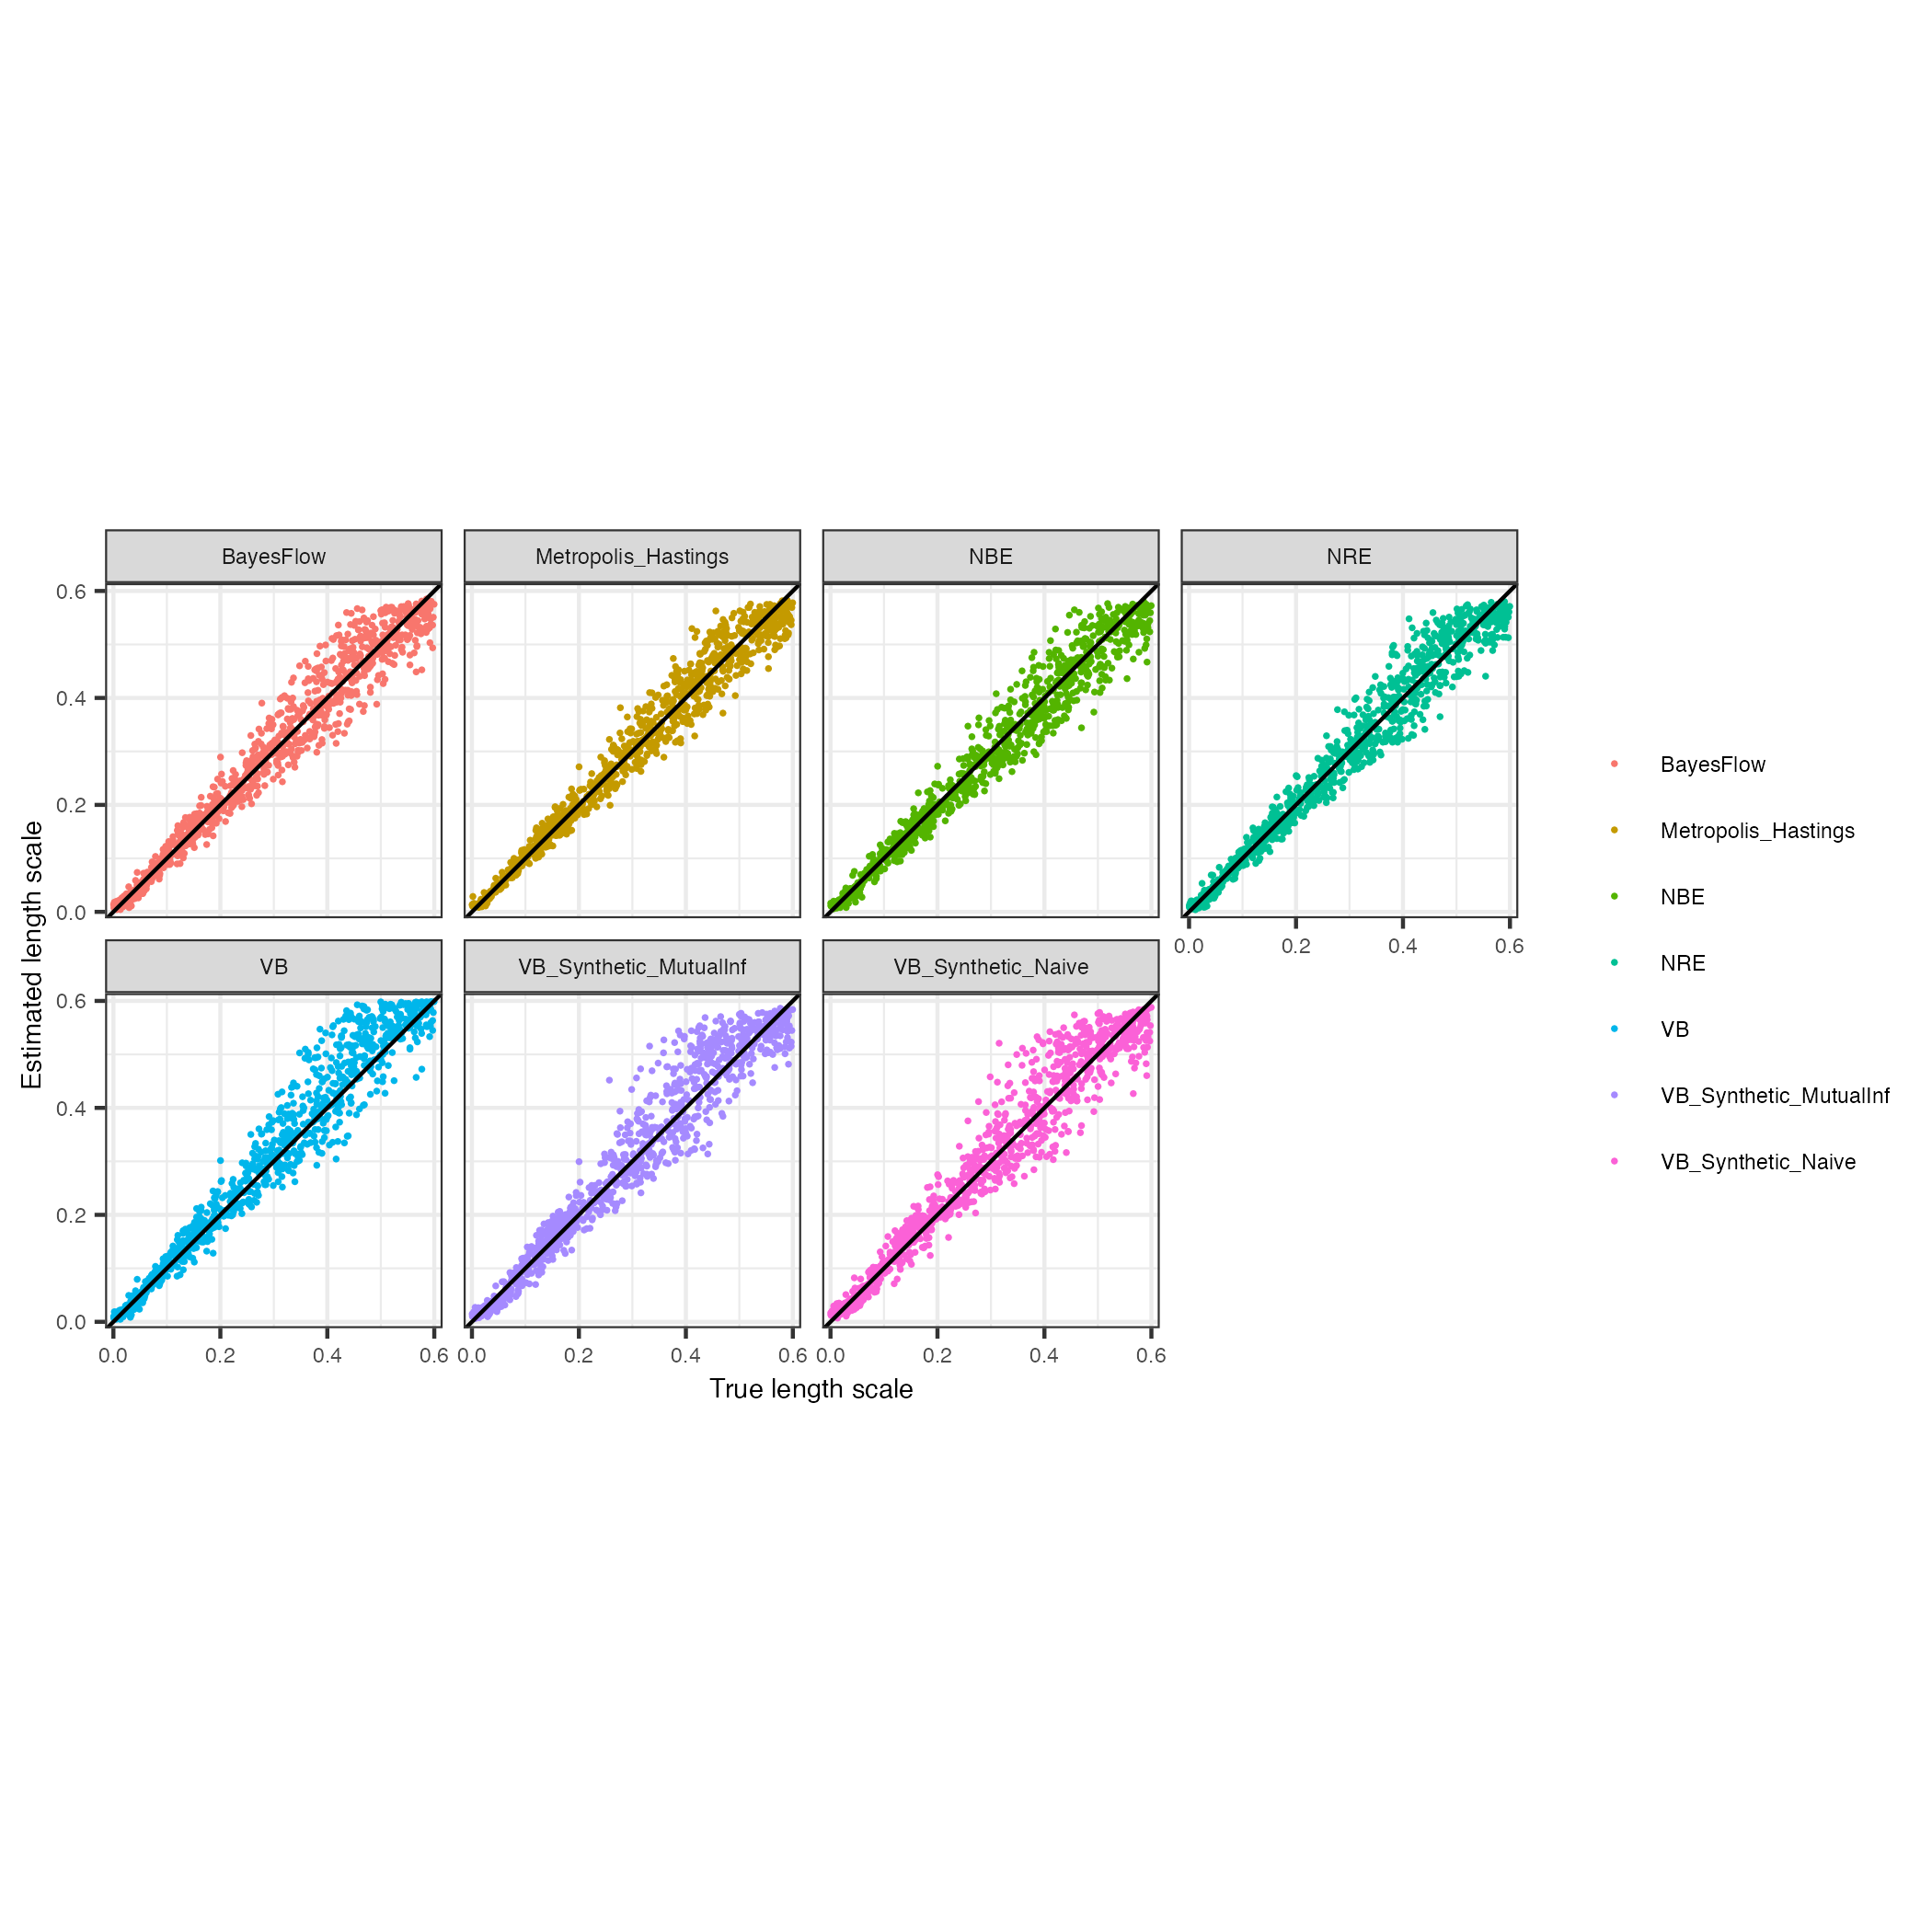 BayesFlow
Metropolis_Hastings
NBE
NRE
0.6
0.4
0.2
0.0
0.0 0.2 0.4 0.6
VB
VB_Synthetic_MutualInf
VB_Synthetic_Naive
0.6
0.4
0.2
0.0
0.0 0.2 0.4 0.6
0.0 0.2 0.4 0.6
0.0 0.2 0.4 0.6
Estimated length scale
True length scale
BayesFlow
Metropolis_Hastings
NBE
NRE
VB
VB_Synthetic_MutualInf
VB_Synthetic_Naive